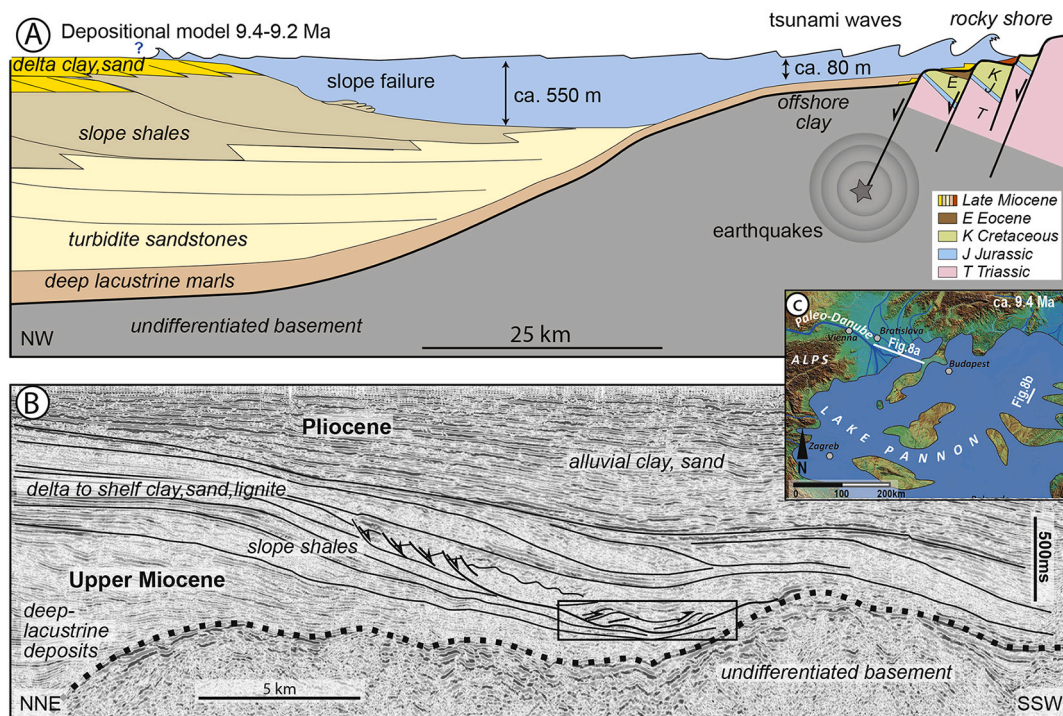 A
Depositional model 9.4-9.2 Ma
tsunami waves
rocky shore
?
delta clay,sand
slope failure
ca. 550 m
ca. 80 m
E
K
J
T
offshore
clay
slope shales
turbidite sandstones
earthquakes
deep lacustrine marls
undifferentiated basement
NW
25 km
Late Miocene
E Eocene
K Cretaceous
J Jurassic
T Triassic
C
ca. 9.4 Ma
Paleo-Danube
Vienna
Bratislava
Fig.8a
ALPS
Budapest
Fig.8b
LAKE PANNON
Zagreb
N
0 100 200km
B
Pliocene
alluvial clay, sand
delta to shelf clay,sand,lignite
slope shales
500ms
Upper Miocene
deep-
lacustrine
deposits
undifferentiated basement
5 km
NNE
SSW